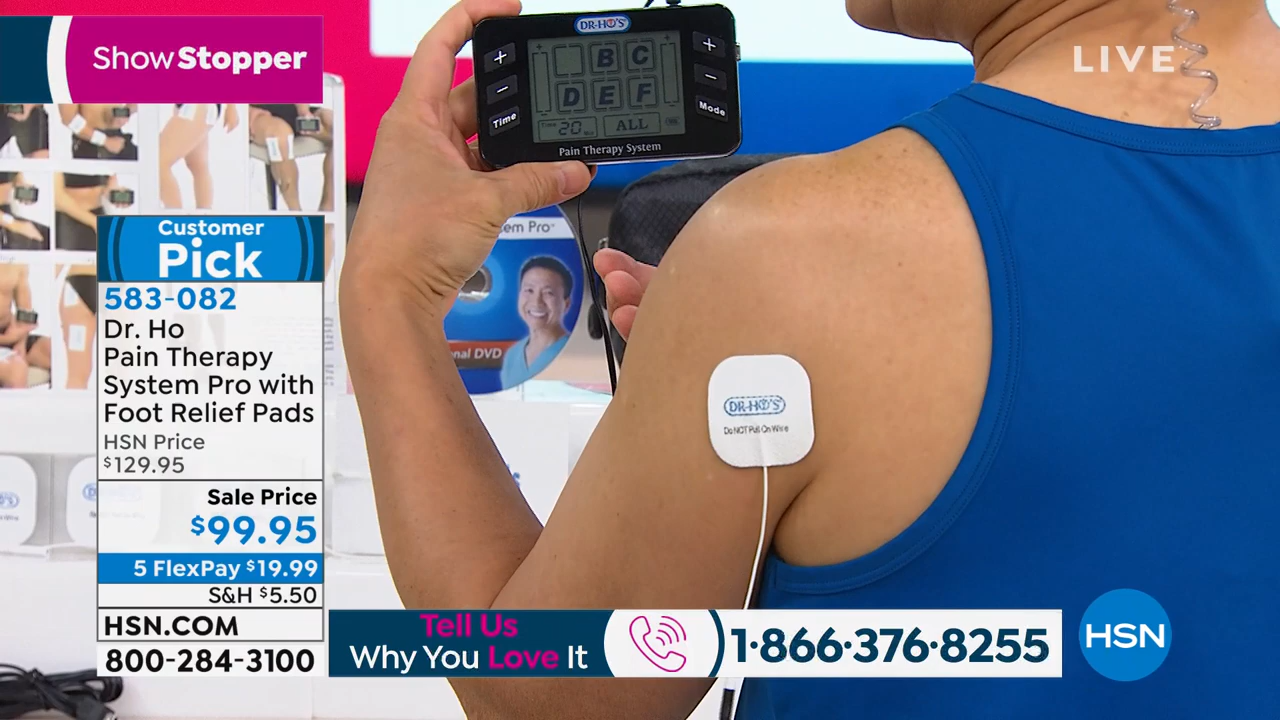 Show Stopper
Customer
Pick
583-082
Dr. Ho
Pain Therapy
System Pro with
Foot Relief Pads
HSN Price
$129.95
Sale Price
$99.95
5 FlexPay $19.99
S&H $5.50
HSN.COM
800-284-3100
DR-HO'S
+
B C
+
-
D E F
-
Time
20
ALL
Mode
Pain Therapy System
LIVE
em Pro
nal DVD
DR-HO'S
Do NOT Pull On Wire
Tell Us
Why You Love It
1•866•376•8255
HSN